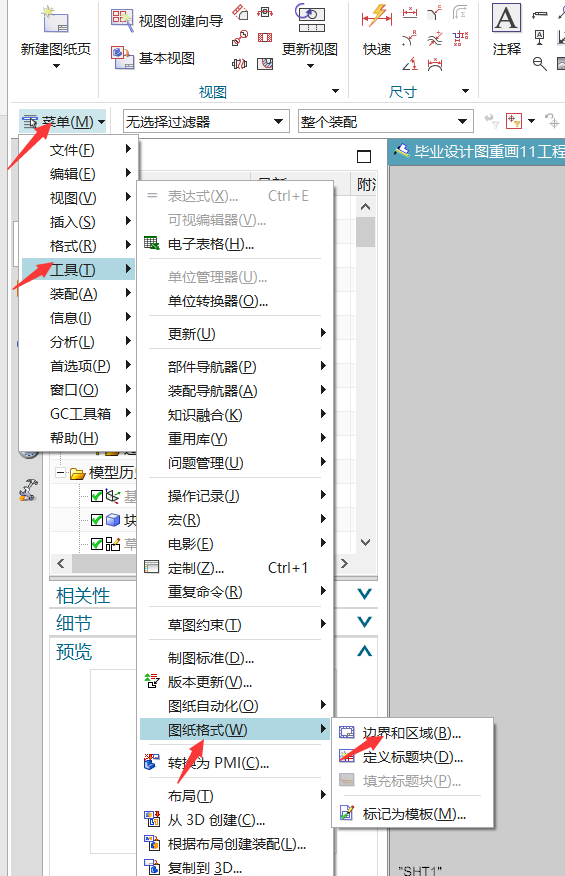 新建图纸页
视图创建向导
基本视图
更新视图
视图
快速
尺寸
注释
菜单(M)
无选择过滤器
整个装配
毕业设计图重画11工程
文件(F)
编辑(E)
视图(V)
插入(S)
格式(R)
工具(T)
装配(A)
信息(I)
分析(L)
首选项(P)
窗口(O)
GC工具箱
帮助(H)
模型历
块
相关性
细节
预览
表达式(X)... Ctrl+E
可视编辑器(V)...
电子表格(H)...
单位管理器(U)...
单位转换器(O)...
更新(U)
部件导航器(P)
装配导航器(A)
知识融合(K)
重用库(Y)
问题管理(U)
操作记录(J)
宏(R)
电影(E)
定制(Z)... Ctrl+1
重复命令(R)
草图约束(T)
制图标准(D)...
版本更新(V)...
图纸自动化(O)
图纸格式(W)
转换为 PMI(C)...
布局(T)
从 3D 创建(C)...
根据布局创建装配(L)...
复制到 3D...
边界和区域(B)...
定义标题块(D)...
填充标题块(P)...
标记为模板(M)...
"SHT1"